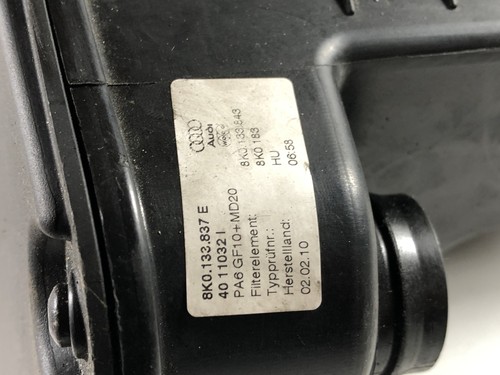 AUDI
8K0.133.837 E
8K0.133.843
40 11032 I
8K0 183
PA6 GF10+MD20
Filterelement:
Typprüfnr.:
HU
Herstelland:
02.02.10
06:58